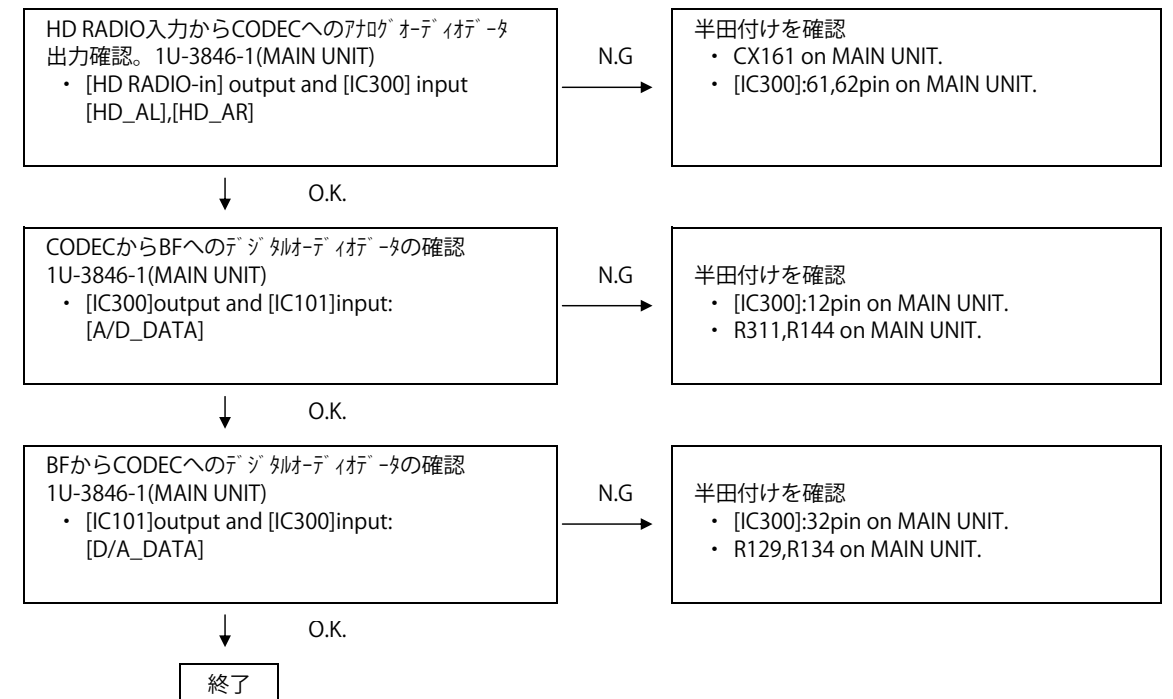 HD RADIO入力からCODECへのｱﾅﾛｸﾞｵｰﾃﾞｨｵﾃﾞｰﾀ
出力確認。1U-3846-1(MAIN UNIT)
・ [HD RADIO-in] output and [IC300] input
[HD_AL],[HD_AR]
N.G
半田付けを確認
・ CX161 on MAIN UNIT.
・ [IC300]:61,62pin on MAIN UNIT.
O.K.
CODECからBFへのﾃﾞｼﾞﾀﾙｵｰﾃﾞｨｵﾃﾞｰﾀの確認
1U-3846-1(MAIN UNIT)
・ [IC300]output and [IC101]input:
[A/D_DATA]
N.G
半田付けを確認
・ [IC300]:12pin on MAIN UNIT.
・ R311,R144 on MAIN UNIT.
O.K.
BFからCODECへのﾃﾞｼﾞﾀﾙｵｰﾃﾞｨｵﾃﾞｰﾀの確認
1U-3846-1(MAIN UNIT)
・ [IC101]output and [IC300]input:
[D/A_DATA]
N.G
半田付けを確認
・ [IC300]:32pin on MAIN UNIT.
・ R129,R134 on MAIN UNIT.
O.K.
終了